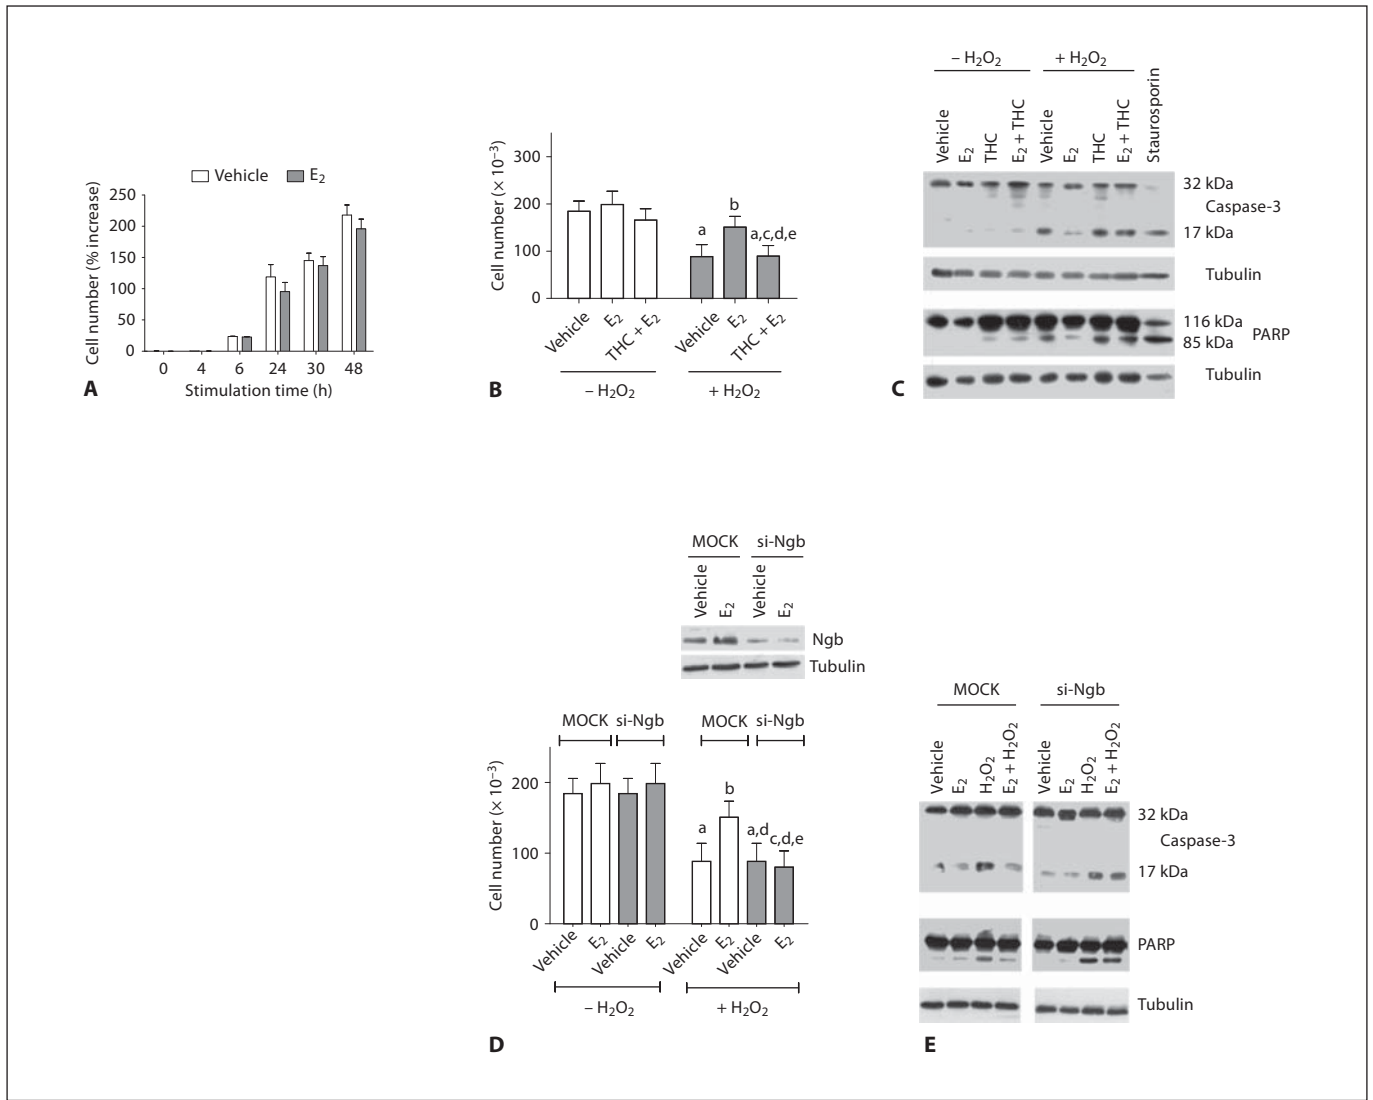 Vehicle E₂
Cell number (% increase)
250
200
150
100
50
0
0 4 6 24 30 48
Stimulation time (h)
A
Cell number (× 10⁻³)
300
200
100
0
a
b
a,c,d,e
Vehicle E₂ THC + E₂ Vehicle E₂ THC + E₂
– H₂O₂ + H₂O₂
B
– H₂O₂ + H₂O₂
Vehicle E₂ THC E₂ + THC Vehicle E₂ THC E₂ + THC Staurosporin
32 kDa
Caspase-3
17 kDa
Tubulin
116 kDa
PARP
85 kDa
Tubulin
C
MOCK si-Ngb
Vehicle E₂ Vehicle E₂
Ngb
Tubulin
MOCK si-Ngb MOCK si-Ngb
Cell number (× 10⁻³)
200
100
0
a
b
a,d
c,d,e
Vehicle E₂ Vehicle E₂ Vehicle E₂ Vehicle E₂
– H₂O₂ + H₂O₂
D
MOCK si-Ngb
Vehicle E₂ H₂O₂ E₂ + H₂O₂ Vehicle E₂ H₂O₂ E₂ + H₂O₂
32 kDa
Caspase-3
17 kDa
PARP
Tubulin
E